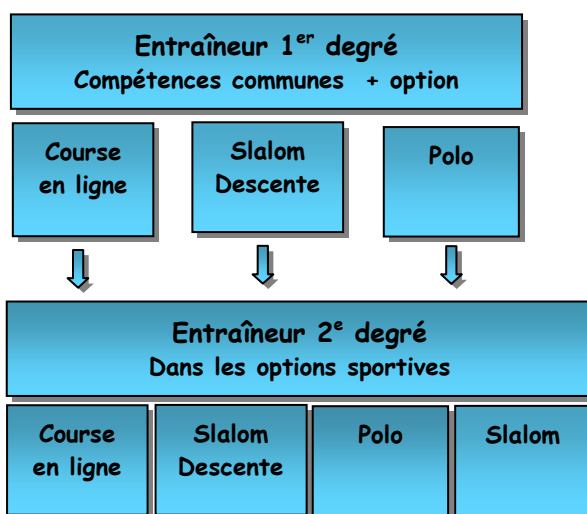 Entraîneur 1er degré
Compétences communes + option
Course
en ligne
Slalom
Descente
Polo
Entraîneur 2e degré
Dans les options sportives
Course
en ligne
Slalom
Descente
Polo
Slalom